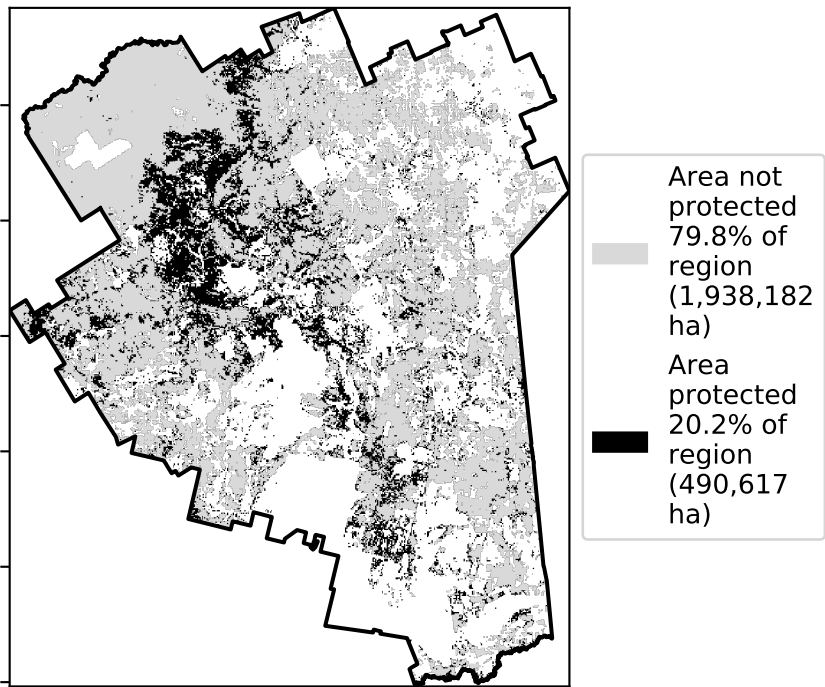 Area not
protected
79.8% of
region
(1,938,182
ha)
Area
protected
20.2% of
region
(490,617
ha)